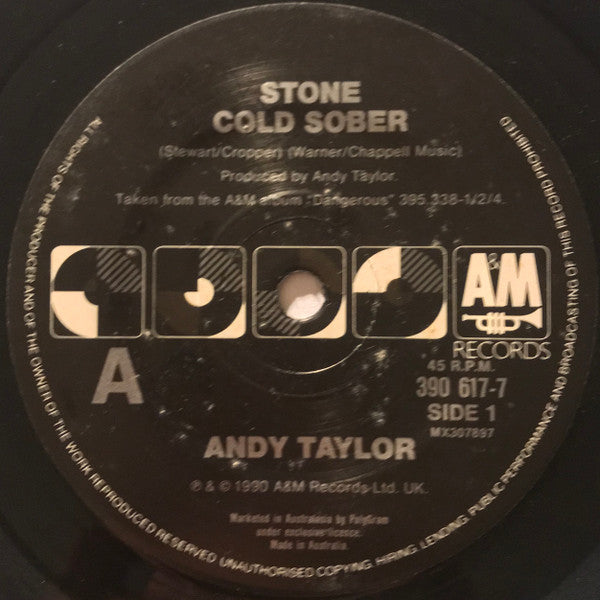 STONE
COLD SOBER
(Stewart/Cropper) (Warner/Chappell Music)
Produced by Andy Taylor.
Taken from the A&M album "Dangerous" 395 338-1/2/4.
A&M
RECORDS
45 R.P.M.
390 617-7
SIDE 1
MX307897
A
ANDY TAYLOR
℗ & © 1990 A&M Records Ltd. UK.
Marketed in Australasia by PolyGram
under exclusive licence.
Made in Australia.
ALL RIGHTS OF THE PRODUCER AND OF THE OWNER OF THE WORK REPRODUCED RESERVED. UNAUTHORISED COPYING, HIRING, LENDING, PUBLIC PERFORMANCE AND BROADCASTING OF THIS RECORD PROHIBITED